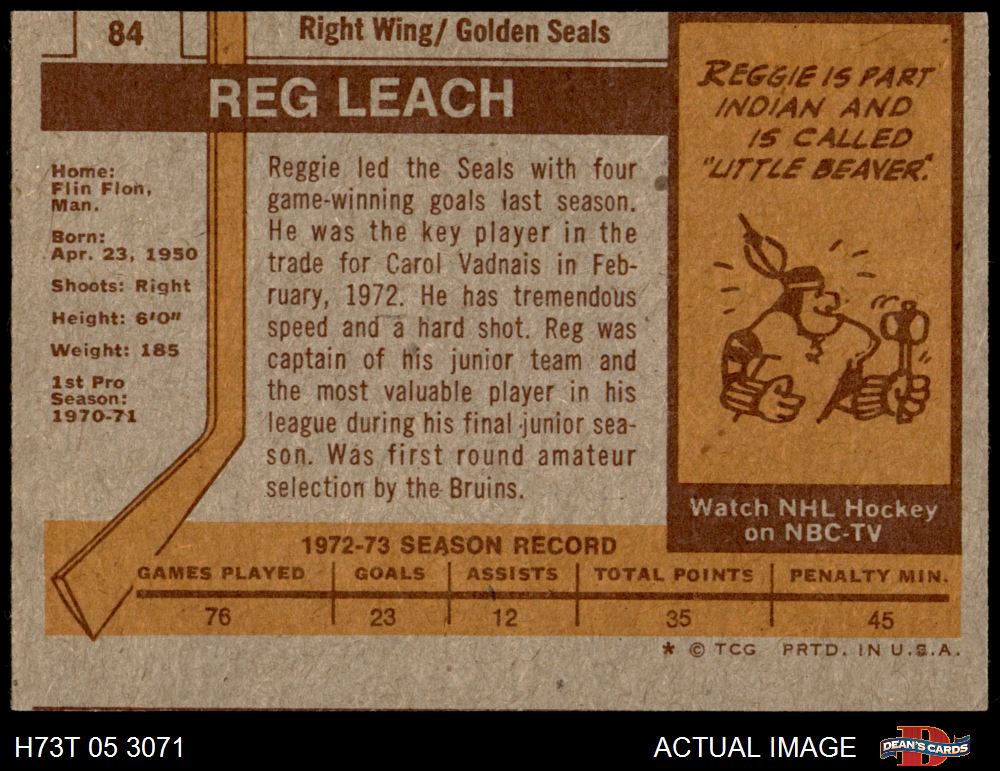 84
Right Wing/ Golden Seals
REG LEACH
Home:
Flin Flon,
Man.
Born:
Apr. 23, 1950
Shoots: Right
Height: 6'0"
Weight: 185
1st Pro
Season:
1970-71
Reggie led the Seals with four
game-winning goals last season.
He was the key player in the
trade for Carol Vadnais in Feb-
ruary, 1972. He has tremendous
speed and a hard shot. Reg was
captain of his junior team and
the most valuable player in his
league during his final junior sea-
son. Was first round amateur
selection by the Bruins.
REGGIE IS PART
INDIAN AND
IS CALLED
"LITTLE BEAVER."
Watch NHL Hockey
on NBC-TV
1972-73 SEASON RECORD
GAMES PLAYED GOALS ASSISTS TOTAL POINTS PENALTY MIN.
76 23 12 35 45
* © TCG PRTD. IN U.S.A.
H73T 05 3071
ACTUAL IMAGE
DEAN'S CARDS